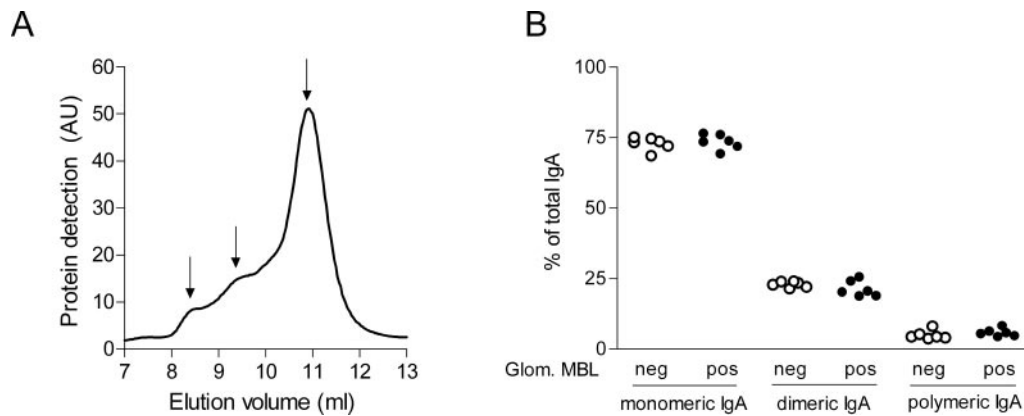 A
60
50
40
30
20
10
0
Protein detection (AU)
7 8 9 10 11 12 13
Elution volume (ml)
B
100
75
50
25
0
% of total IgA
Glom. MBL neg pos neg pos neg pos
monomeric IgA dimeric IgA polymeric IgA